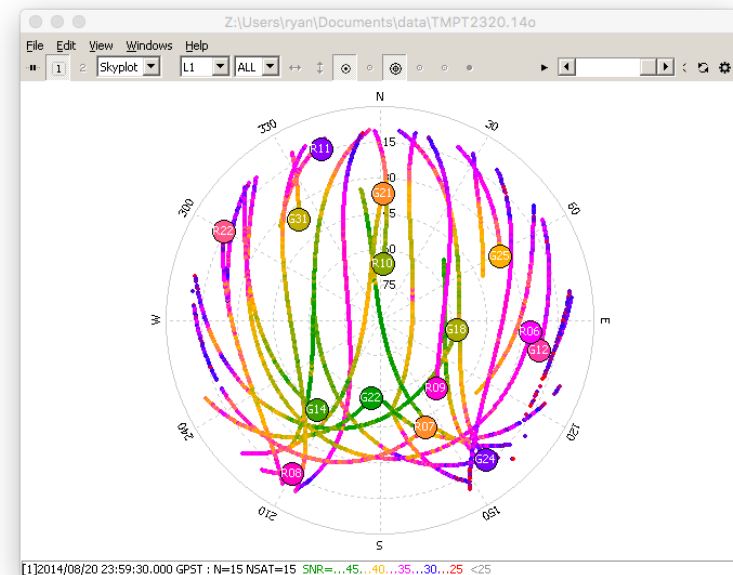 Z:\Users\ryan\Documents\data\TMPT2320.14o
File Edit View Windows Help
1 2 Skyplot L1 ALL
N
330 30
15
R11
30
G21
45
300 60
G31
R22
60
G25
R10
75
W E
G18
R06
G12
R09
G22
G14
240 120
R07
G24
R08
210 150
S
[1]2014/08/20 23:59:30.000 GPST : N=15 NSAT=15 SNR=...45...40...35...30...25 <25